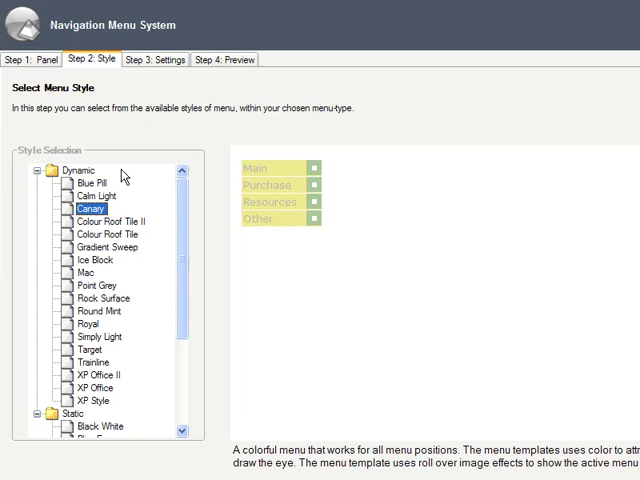 Navigation Menu System
Step 1: Panel
Step 2: Style
Step 3: Settings
Step 4: Preview
Select Menu Style
In this step you can select from the available styles of menu, within your chosen menu-type.
Style Selection
Dynamic
Blue Pill
Calm Light
Canary
Colour Roof Tile II
Colour Roof Tile
Gradient Sweep
Ice Block
Mac
Point Grey
Rock Surface
Round Mint
Royal
Simply Light
Target
Trainline
XP Office II
XP Office
XP Style
Static
Black White
Main
Purchase
Resources
Other
A colorful menu that works for all menu positions. The menu templates uses color to
draw the eye. The menu template uses roll over image effects to show the active menu